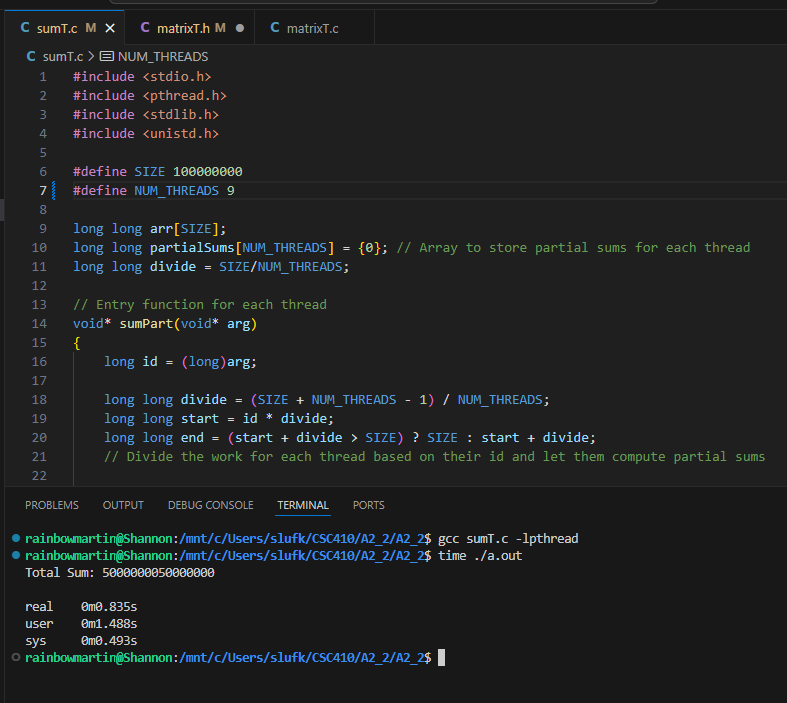 C sumT.c M ×
C matrixT.h M ●
C matrixT.c
C sumT.c > NUM_THREADS
1 #include <stdio.h>
2 #include <pthread.h>
3 #include <stdlib.h>
4 #include <unistd.h>
5
6 #define SIZE 100000000
7 #define NUM_THREADS 9
8
9 long long arr[SIZE];
10 long long partialSums[NUM_THREADS] = {0}; // Array to store partial sums for each thread
11 long long divide = SIZE/NUM_THREADS;
12
13 // Entry function for each thread
14 void* sumPart(void* arg)
15 {
16 long id = (long)arg;
17
18 long long divide = (SIZE + NUM_THREADS - 1) / NUM_THREADS;
19 long long start = id * divide;
20 long long end = (start + divide > SIZE) ? SIZE : start + divide;
21 // Divide the work for each thread based on their id and let them compute partial sums
22
PROBLEMS OUTPUT DEBUG CONSOLE TERMINAL PORTS
rainbowmartin@Shannon:/mnt/c/Users/slufk/CSC410/A2_2/A2_2$ gcc sumT.c -lpthread
rainbowmartin@Shannon:/mnt/c/Users/slufk/CSC410/A2_2/A2_2$ time ./a.out
Total Sum: 5000000050000000
real 0m0.835s
user 0m1.488s
sys 0m0.493s
rainbowmartin@Shannon:/mnt/c/Users/slufk/CSC410/A2_2/A2_2$